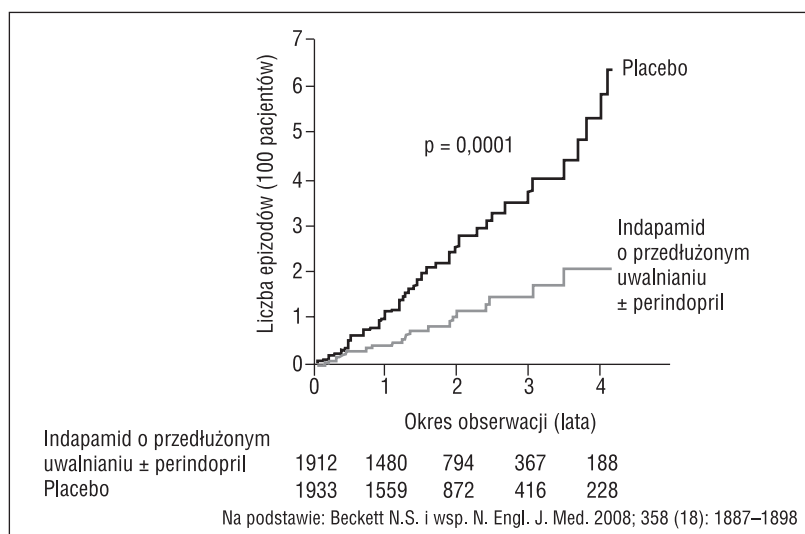 7
6
5
4
3
2
1
0
Liczba epizodów (100 pacjentów)
Placebo
p = 0,0001
Indapamid
o przedłużonym
uwalnianiu
± perindopril
0 1 2 3 4
Okres obserwacji (lata)
Indapamid o przedłużonym
uwalnianiu ± perindopril 1912 1480 794 367 188
Placebo 1933 1559 872 416 228
Na podstawie: Beckett N.S. i wsp. N. Engl. J. Med. 2008; 358 (18): 1887–1898